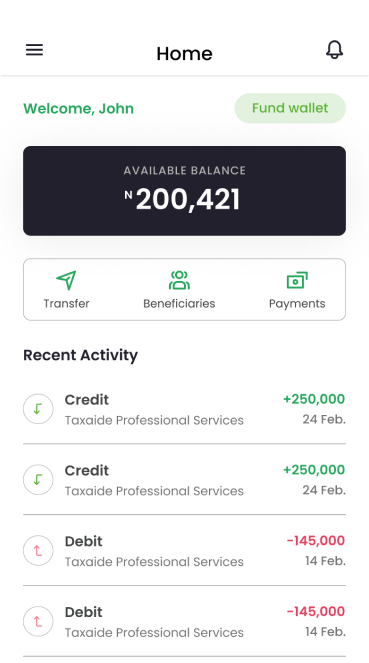 Home
Welcome, John
Fund wallet
AVAILABLE BALANCE
N 200,421
Transfer
Beneficiaries
Payments
Recent Activity
Credit
+250,000
Taxaide Professional Services
24 Feb.
Credit
+250,000
Taxaide Professional Services
24 Feb.
Debit
-145,000
Taxaide Professional Services
14 Feb.
Debit
-145,000
Taxaide Professional Services
14 Feb.